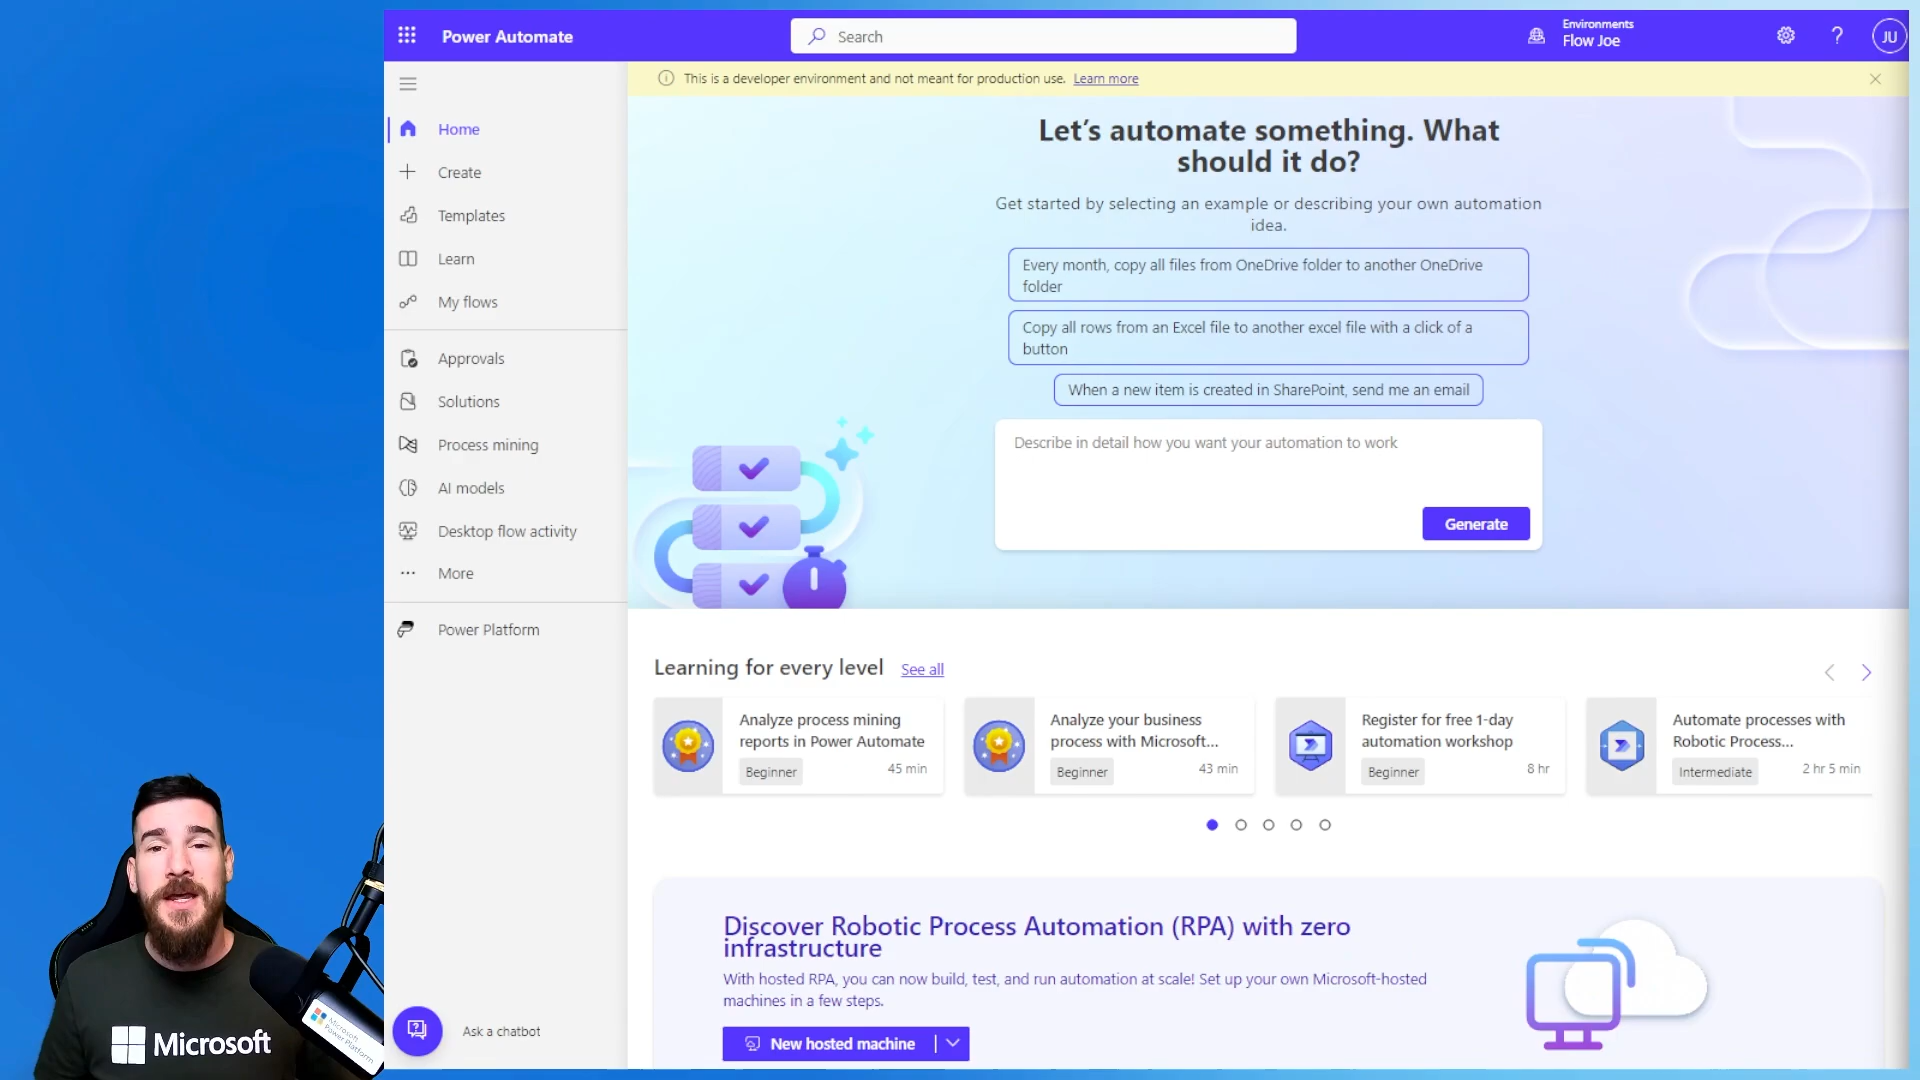 Power Automate
Search
Environments
Flow Joe
JU
This is a developer environment and not meant for production use. Learn more
Home
Create
Templates
Learn
My flows
Approvals
Solutions
Process mining
AI models
Desktop flow activity
More
Power Platform
Ask a chatbot
Let's automate something. What
should it do?
Get started by selecting an example or describing your own automation
idea.
Every month, copy all files from OneDrive folder to another OneDrive
folder
Copy all rows from an Excel file to another excel file with a click of a
button
When a new item is created in SharePoint, send me an email
Describe in detail how you want your automation to work
Generate
Learning for every level See all
Analyze process mining
reports in Power Automate
Beginner 45 min
Analyze your business
process with Microsoft...
Beginner 43 min
Register for free 1-day
automation workshop
Beginner 8 hr
Automate processes with
Robotic Process...
Intermediate 2 hr 5 min
Discover Robotic Process Automation (RPA) with zero
infrastructure
With hosted RPA, you can now build, test, and run automation at scale! Set up your own Microsoft-hosted
machines in a few steps.
New hosted machine
Microsoft
Microsoft
Power Platform